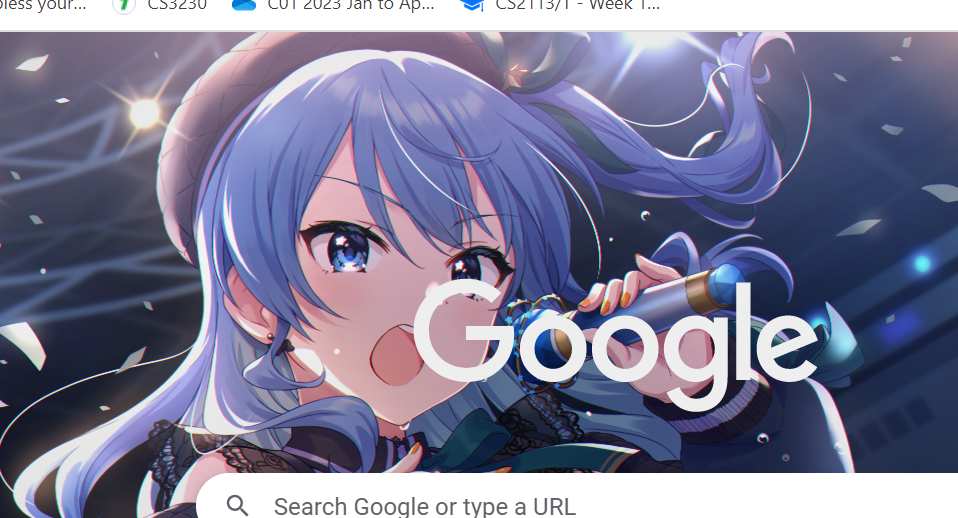 bless your... CS3230 C01 2023 Jan to Ap... CS2113/T - Week 1...
Google
Search Google or type a URL